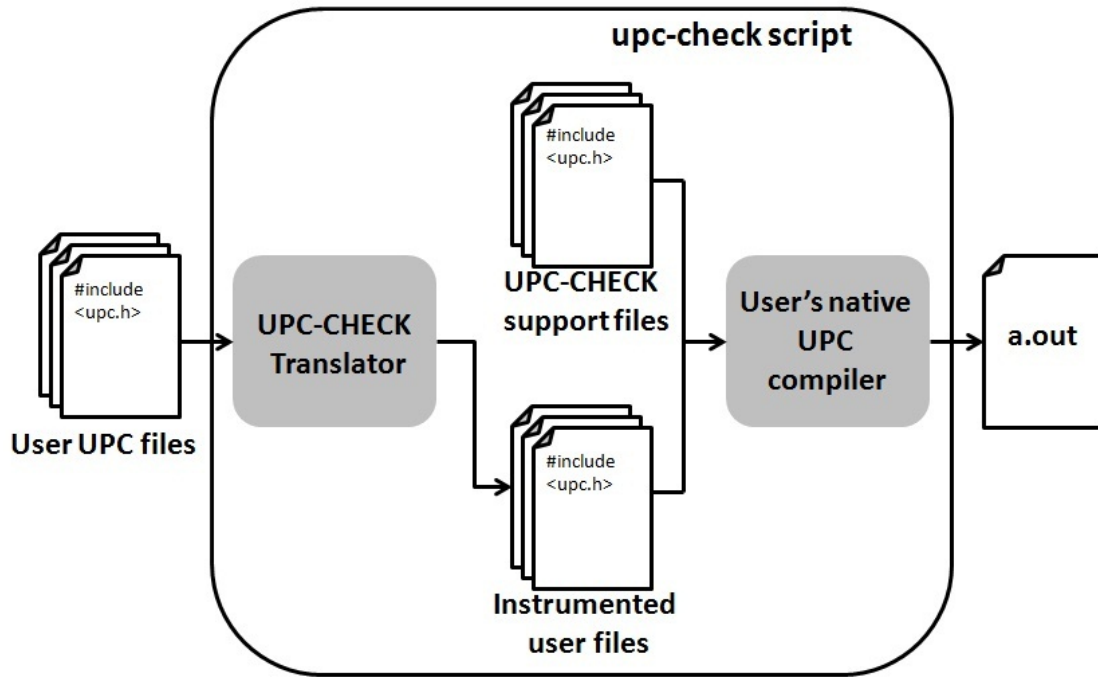 upc-check script
#include
<upc.h>
UPC-CHECK
support files
#include
<upc.h>
User UPC files
UPC-CHECK
Translator
#include
<upc.h>
Instrumented
user files
User’s native
UPC
compiler
a.out